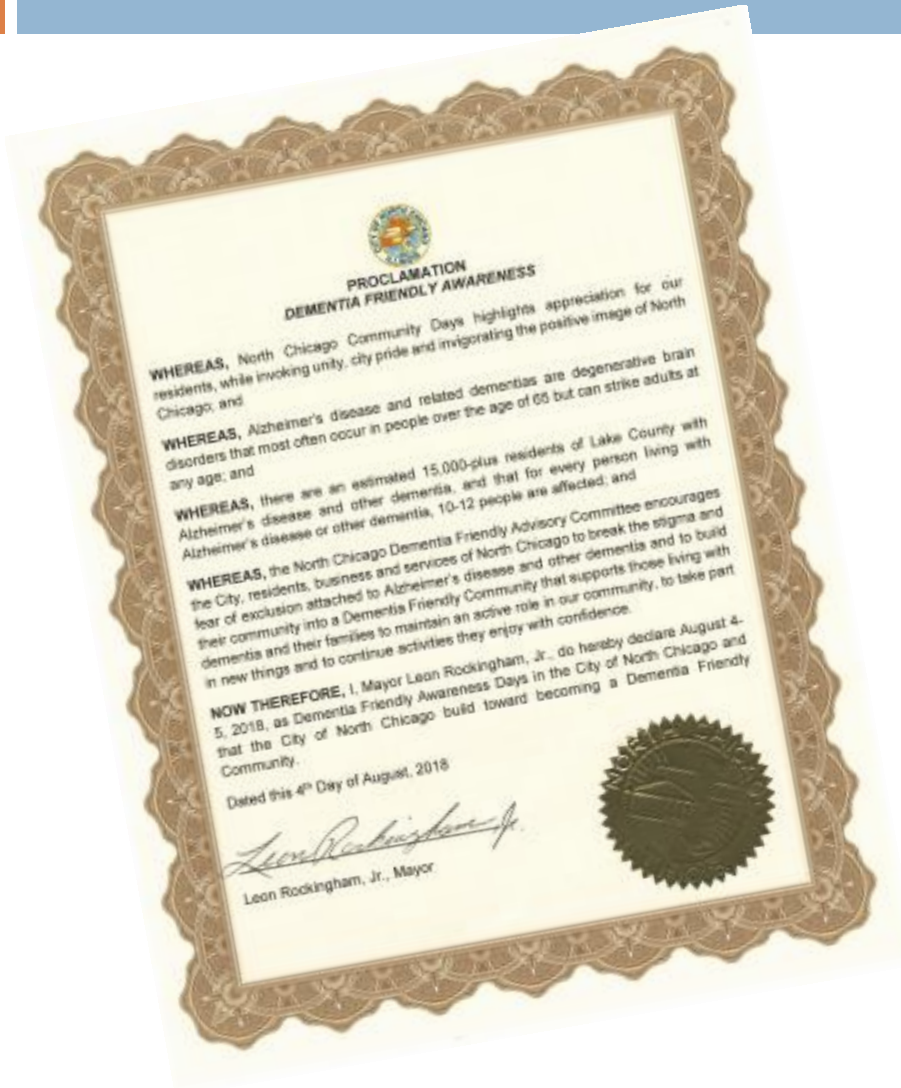 PROCLAMATION
DEMENTIA FRIENDLY AWARENESS
WHEREAS, North Chicago Community Days highlights appreciation for our
residents, while invoking unity, city pride and invigorating the positive image of North
Chicago; and
WHEREAS, Alzheimer's disease and related dementias are degenerative brain
disorders that most often occur in people over the age of 65 but can strike adults at
any age; and
WHEREAS, there are an estimated 15,000-plus residents of Lake County with
Alzheimer's disease and other dementia, and that for every person living with
Alzheimer's disease or other dementia, 10-12 people are affected; and
WHEREAS, the North Chicago Dementia Friendly Advisory Committee encourages
the City, residents, business and services of North Chicago to break the stigma and
fear of exclusion attached to Alzheimer's disease and other dementia and to build
their community into a Dementia Friendly Community that supports those living with
dementia and their families to maintain an active role in our community, to take part
in new things and to continue activities they enjoy with confidence.
NOW THEREFORE, I, Mayor Leon Rockingham, Jr., do hereby declare August 4-
5, 2018, as Dementia Friendly Awareness Days in the City of North Chicago and
that the City of North Chicago build toward becoming a Dementia Friendly
Community.
Dated this 4th Day of August, 2018
Leon Rockingham Jr.
Leon Rockingham, Jr., Mayor